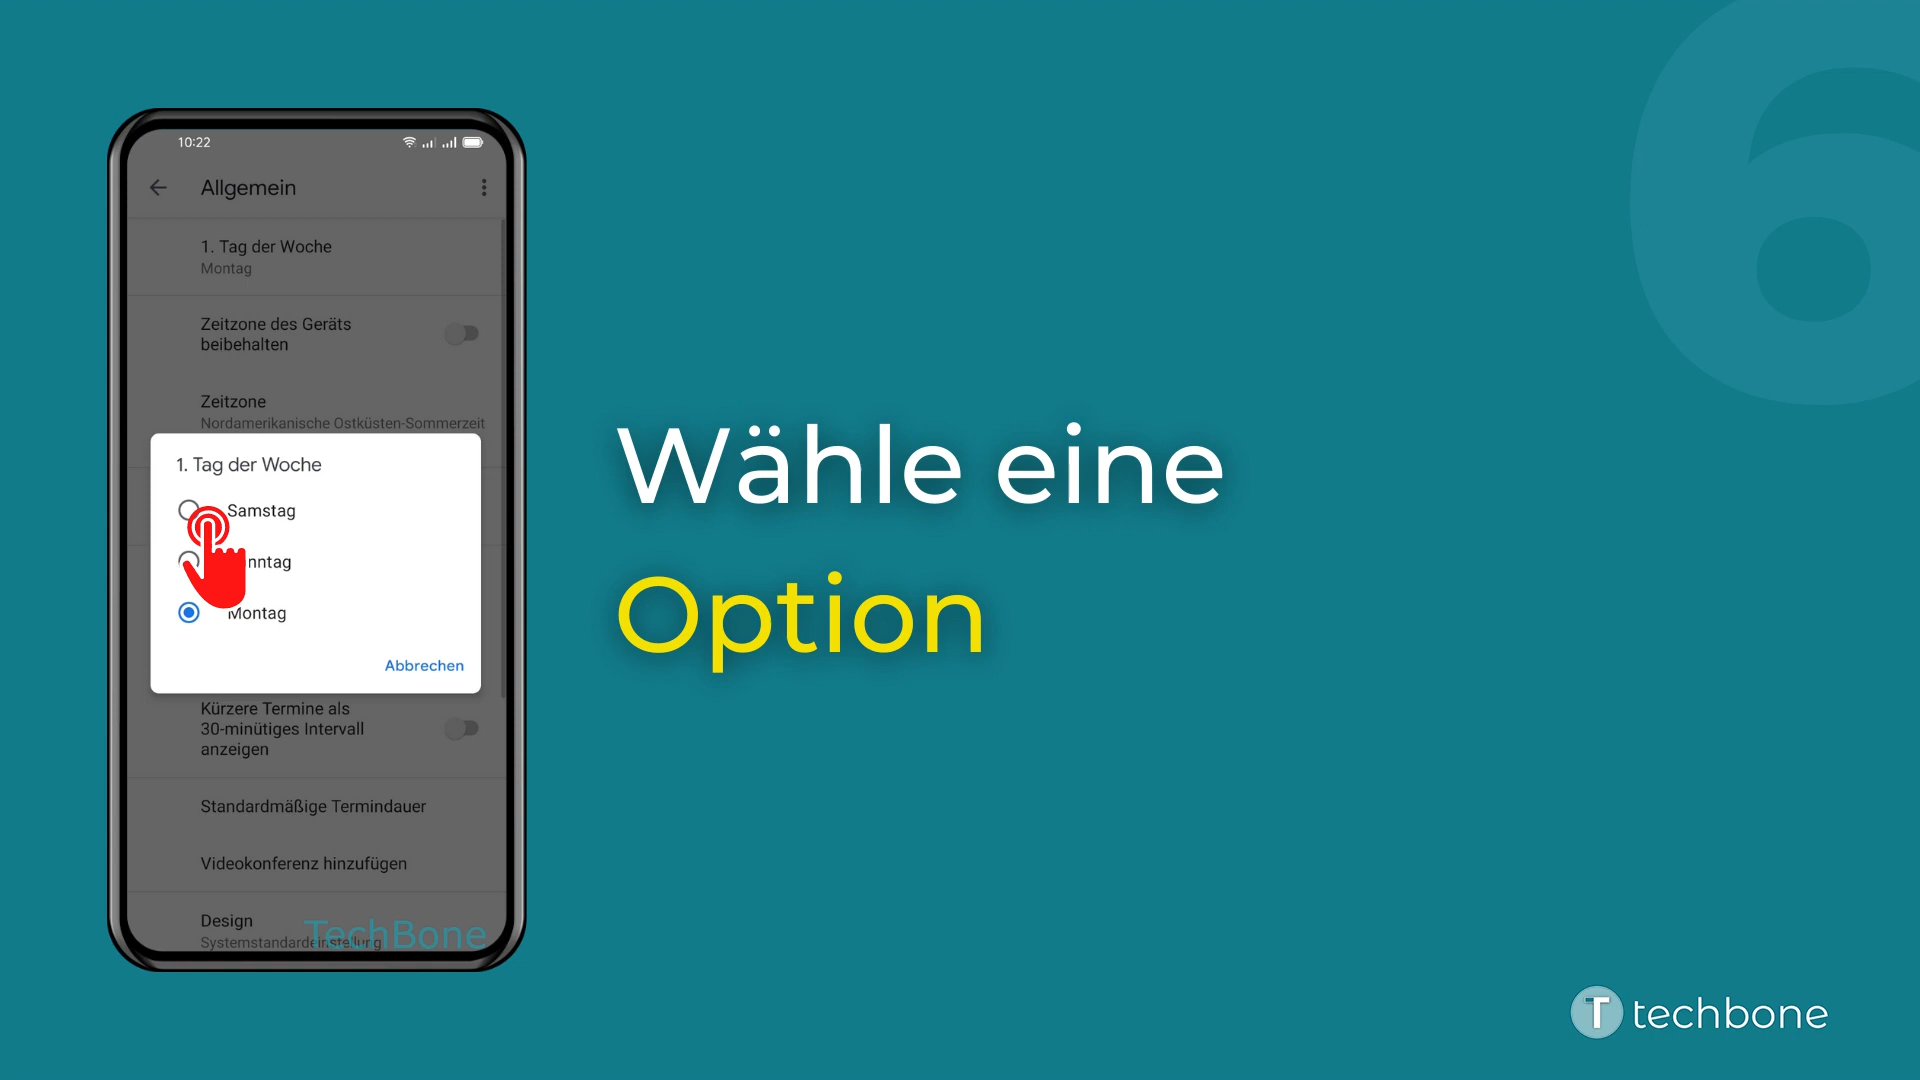 6
10:22
Allgemein
1. Tag der Woche
Montag
Zeitzone des Geräts
beibehalten
Zeitzone
Nordamerikanische Ostküsten-Sommerzeit
1. Tag der Woche
Samstag
nntag
Montag
Abbrechen
Kürzere Termine als
30-minütiges Intervall
anzeigen
Standardmäßige Termindauer
Videokonferenz hinzufügen
Design
Systemstandardeinstellung
TechBone
Wähle eine
Option
T techbone